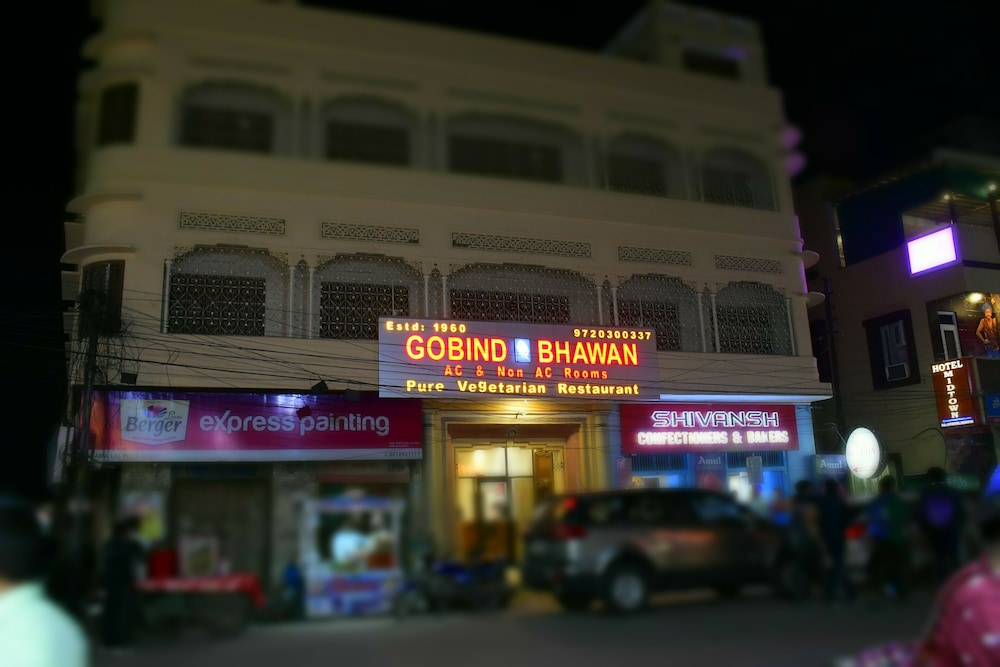 Estd: 1960
9720300337
GOBIND BHAWAN
AC & Non AC Rooms
Pure Vegetarian Restaurant
Berger
express painting
SHIVANSH
CONFECTIONERS & BAKERS
Amul
HOTEL
MIDTOWN